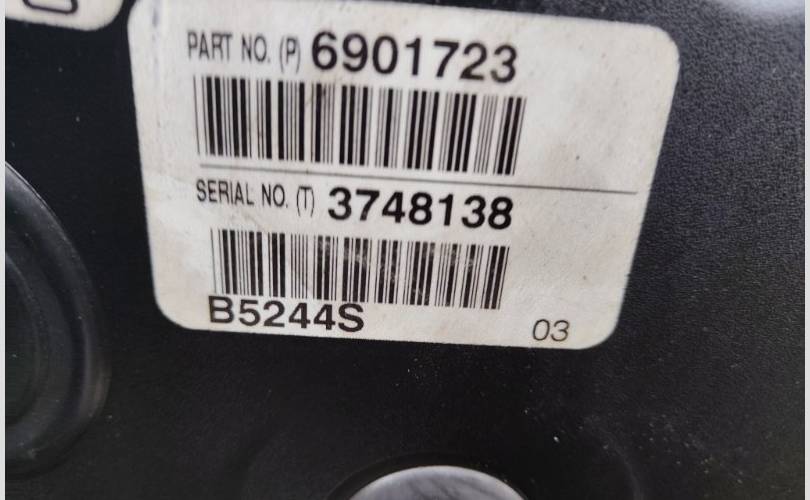 PART NO. (P) 6901723
SERIAL NO. (T) 3748138
B5244S
03